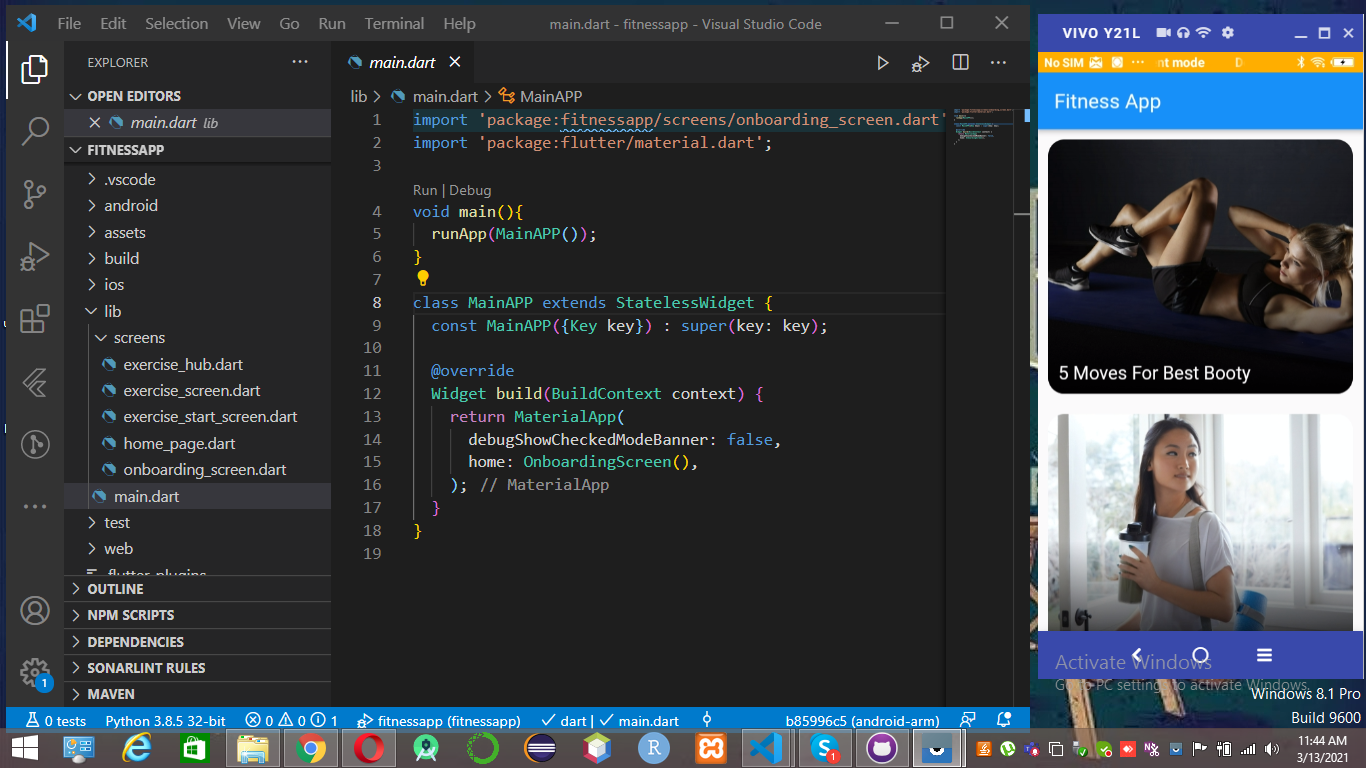 File Edit Selection View Go Run Terminal Help main.dart - fitnessapp - Visual Studio Code
EXPLORER
OPEN EDITORS
main.dart lib
FITNESSAPP
.vscode
android
assets
build
ios
lib
screens
exercise_hub.dart
exercise_screen.dart
exercise_start_screen.dart
home_page.dart
onboarding_screen.dart
main.dart
test
web
OUTLINE
NPM SCRIPTS
DEPENDENCIES
SONARLINT RULES
MAVEN
1
main.dart
lib > main.dart > MainAPP
1 import 'package:fitnessapp/screens/onboarding_screen.dart'
2 import 'package:flutter/material.dart';
3
Run | Debug
4 void main(){
5 runApp(MainAPP());
6 }
7
8 class MainAPP extends StatelessWidget {
9 const MainAPP({Key key}) : super(key: key);
10
11 @override
12 Widget build(BuildContext context) {
13 return MaterialApp(
14 debugShowCheckedModeBanner: false,
15 home: OnboardingScreen(),
16 ); // MaterialApp
17 }
18 }
19
0 tests Python 3.8.5 32-bit 0 0 1 fitnessapp (fitnessapp) dart | main.dart b85996c5 (android-arm)
VIVO Y21L
No SIM nt mode D
Fitness App
5 Moves For Best Booty
Activate Windows
Go to PC settings to activate Windows.
Windows 8.1 Pro
Build 9600
11:44 AM
3/13/2021